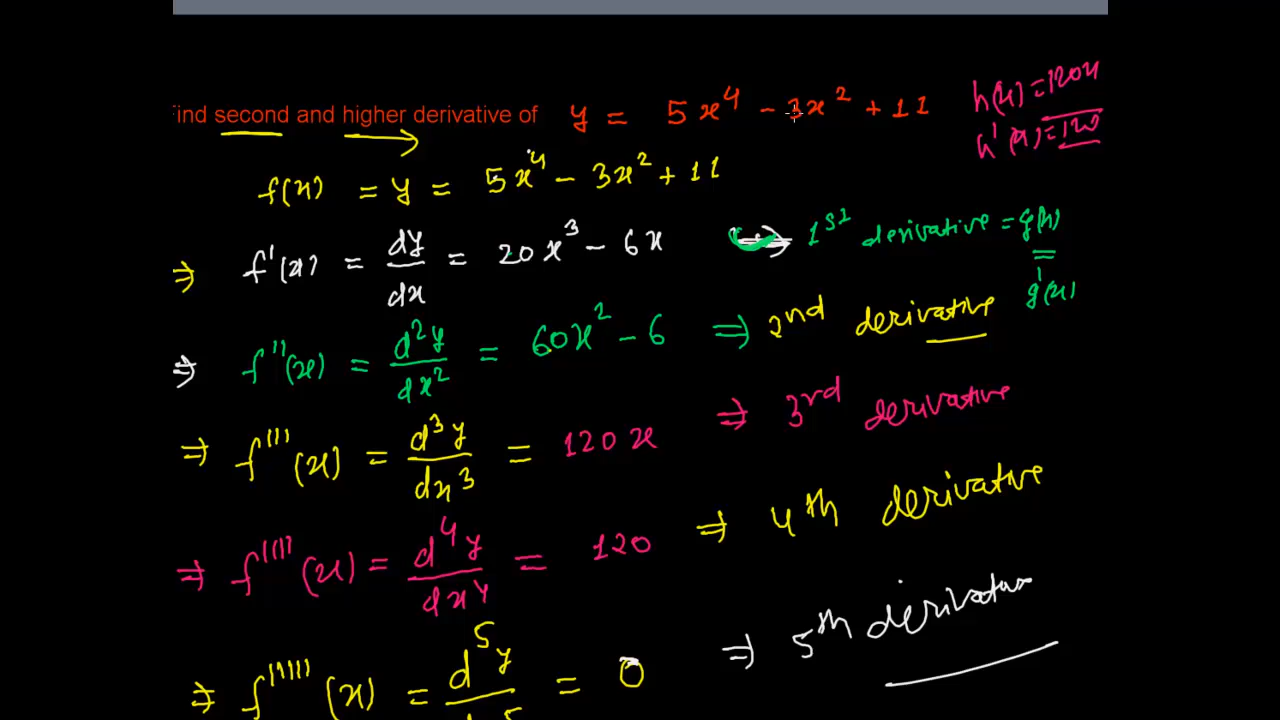 ind second and higher derivative of y = 5x⁴ - 3x² + 11
h(x) = 120x
h'(x) = 120
f(x) = y = 5x⁴ - 3x² + 11
⇒ f'(x) = dy/dx = 20x³ - 6x ⇒ 1st derivative = g(x)
= g'(x)
⇒ f''(x) = d²y/dx² = 60x² - 6 ⇒ 2nd derivative
⇒ f'''(x) = d³y/dx³ = 120x ⇒ 3rd derivative
⇒ f''''(x) = d⁴y/dx⁴ = 120 ⇒ 4th derivative
⇒ f'''''(x) = d⁵y/dx⁵ = 0 ⇒ 5th derivative